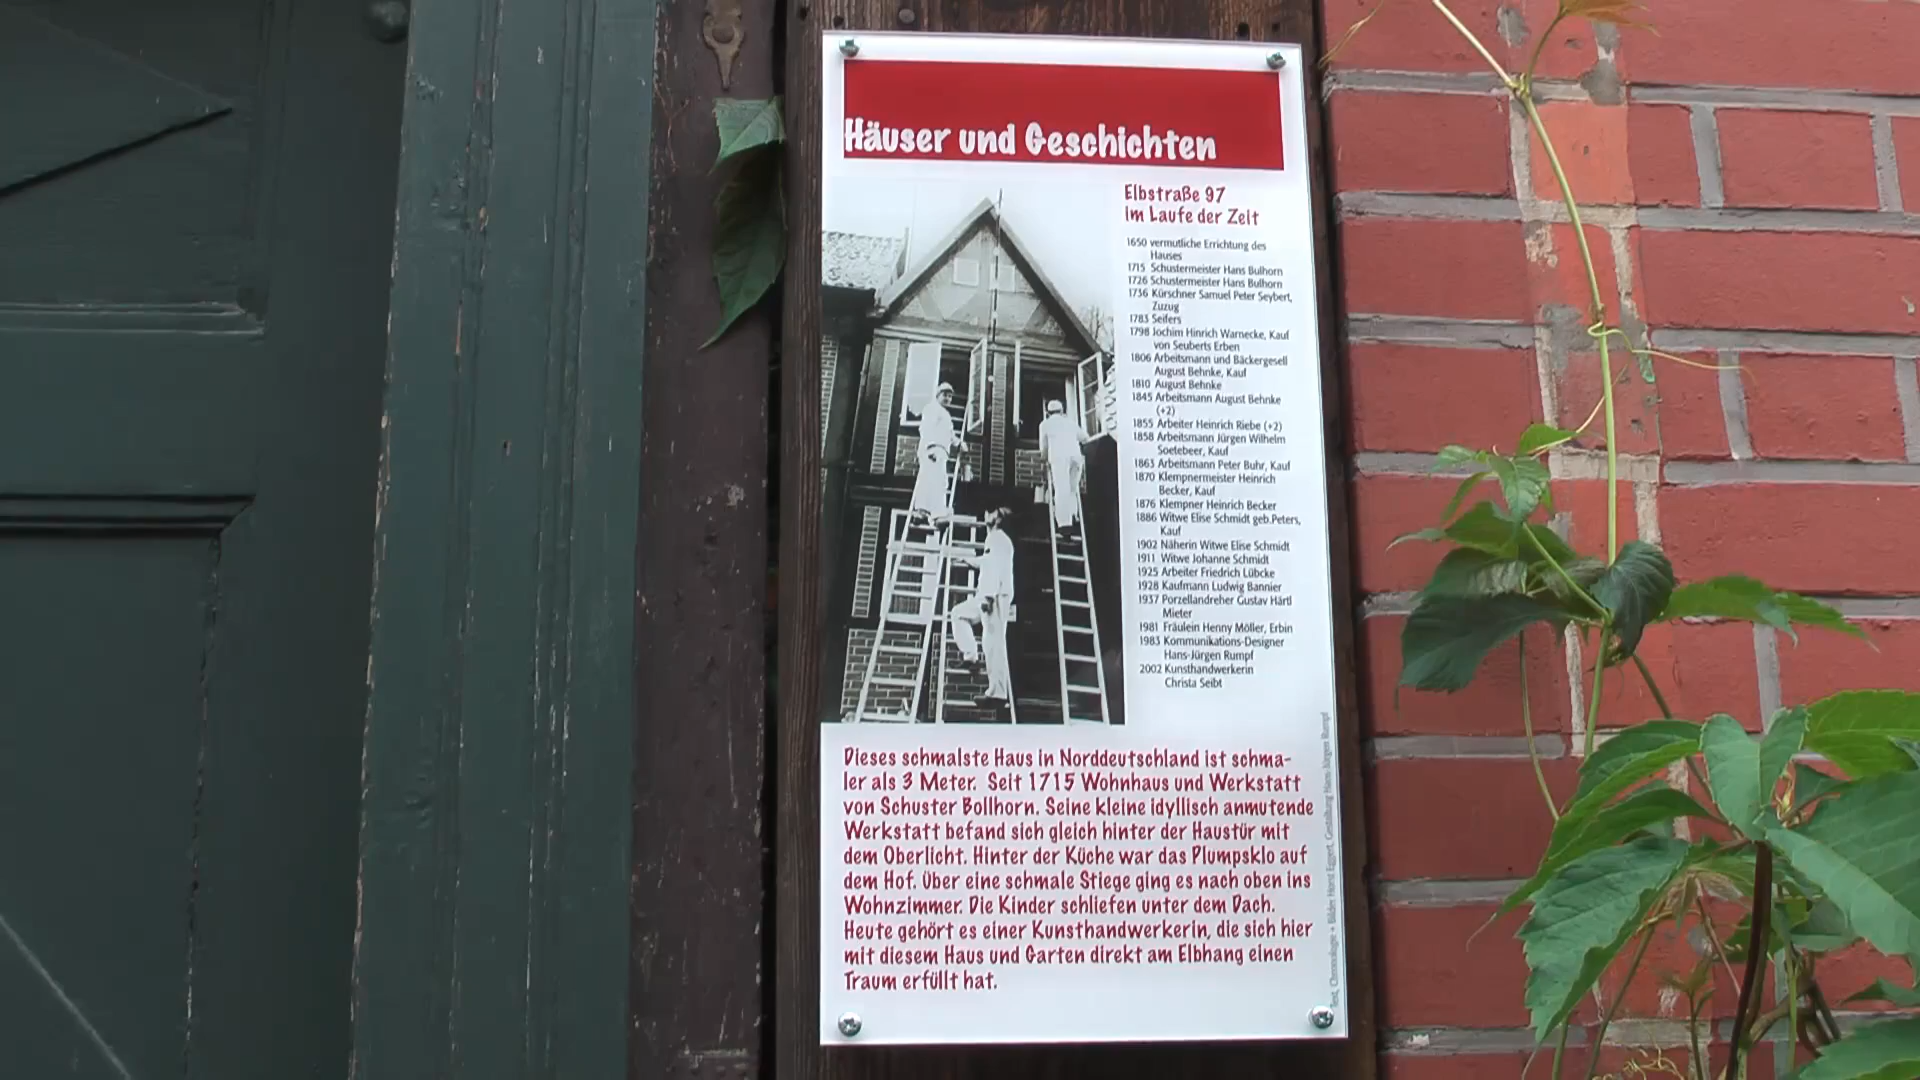 Häuser und Geschichten
Elbstraße 97
im Laufe der Zeit
1650 vermutliche Errichtung des
Hauses
1715 Schustermeister Hans Bulhorn
1726 Schustermeister Hans Bulhorn
1736 Kürschner Samuel Peter Seybert,
Zuzug
1783 Seifers
1798 Jochim Hinrich Warnecke, Kauf
von Seuberts Erben
1806 Arbeitsmann und Bäckergesell
August Behnke, Kauf
1810 August Behnke
1845 Arbeitsmann August Behnke
(+2)
1855 Arbeiter Heinrich Riebe (+2)
1858 Arbeitsmann Jürgen Wilhelm
Soetebeer, Kauf
1863 Arbeitsmann Peter Buhr, Kauf
1870 Klempnermeister Heinrich
Becker, Kauf
1876 Klempner Heinrich Becker
1886 Witwe Elise Schmidt geb.Peters,
Kauf
1902 Näherin Witwe Elise Schmidt
1911 Witwe Johanne Schmidt
1925 Arbeiter Friedrich Lübcke
1928 Kaufmann Ludwig Bannier
1937 Porzellandreher Gustav Härtl
Mieter
1981 Fräulein Henny Möller, Erbin
1983 Kommunikations-Designer
Hans-Jürgen Rumpf
2002 Kunsthandwerkerin
Christa Seibt
Dieses schmalste Haus in Norddeutschland ist schma-
ler als 3 Meter. Seit 1715 Wohnhaus und Werkstatt
von Schuster Bollhorn. Seine kleine idyllisch anmutende
Werkstatt befand sich gleich hinter der Haustür mit
dem Oberlicht. Hinter der Küche war das Plumpsklo auf
dem Hof. Über eine schmale Stiege ging es nach oben ins
Wohnzimmer. Die Kinder schliefen unter dem Dach.
Heute gehört es einer Kunsthandwerkerin, die sich hier
mit diesem Haus und Garten direkt am Elbhang einen
Traum erfüllt hat.
Text, Chronologie + Bilder Horst Eggert, Gestaltung Hans-Jürgen Rumpf